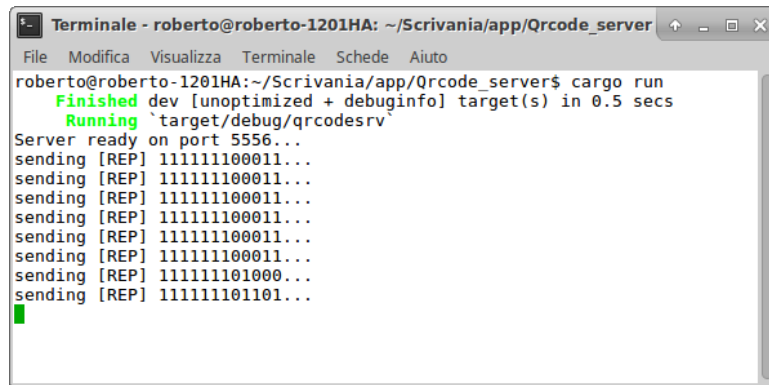 Terminale - roberto@roberto-1201HA: ~/Scrivania/app/Qrcode_server
File Modifica Visualizza Terminale Schede Aiuto
roberto@roberto-1201HA:~/Scrivania/app/Qrcode_server$ cargo run
    Finished dev [unoptimized + debuginfo] target(s) in 0.5 secs
     Running `target/debug/qrcodesrv`
Server ready on port 5556...
sending [REP] 111111100011...
sending [REP] 111111100011...
sending [REP] 111111100011...
sending [REP] 111111100011...
sending [REP] 111111100011...
sending [REP] 111111100011...
sending [REP] 111111101000...
sending [REP] 111111101101...